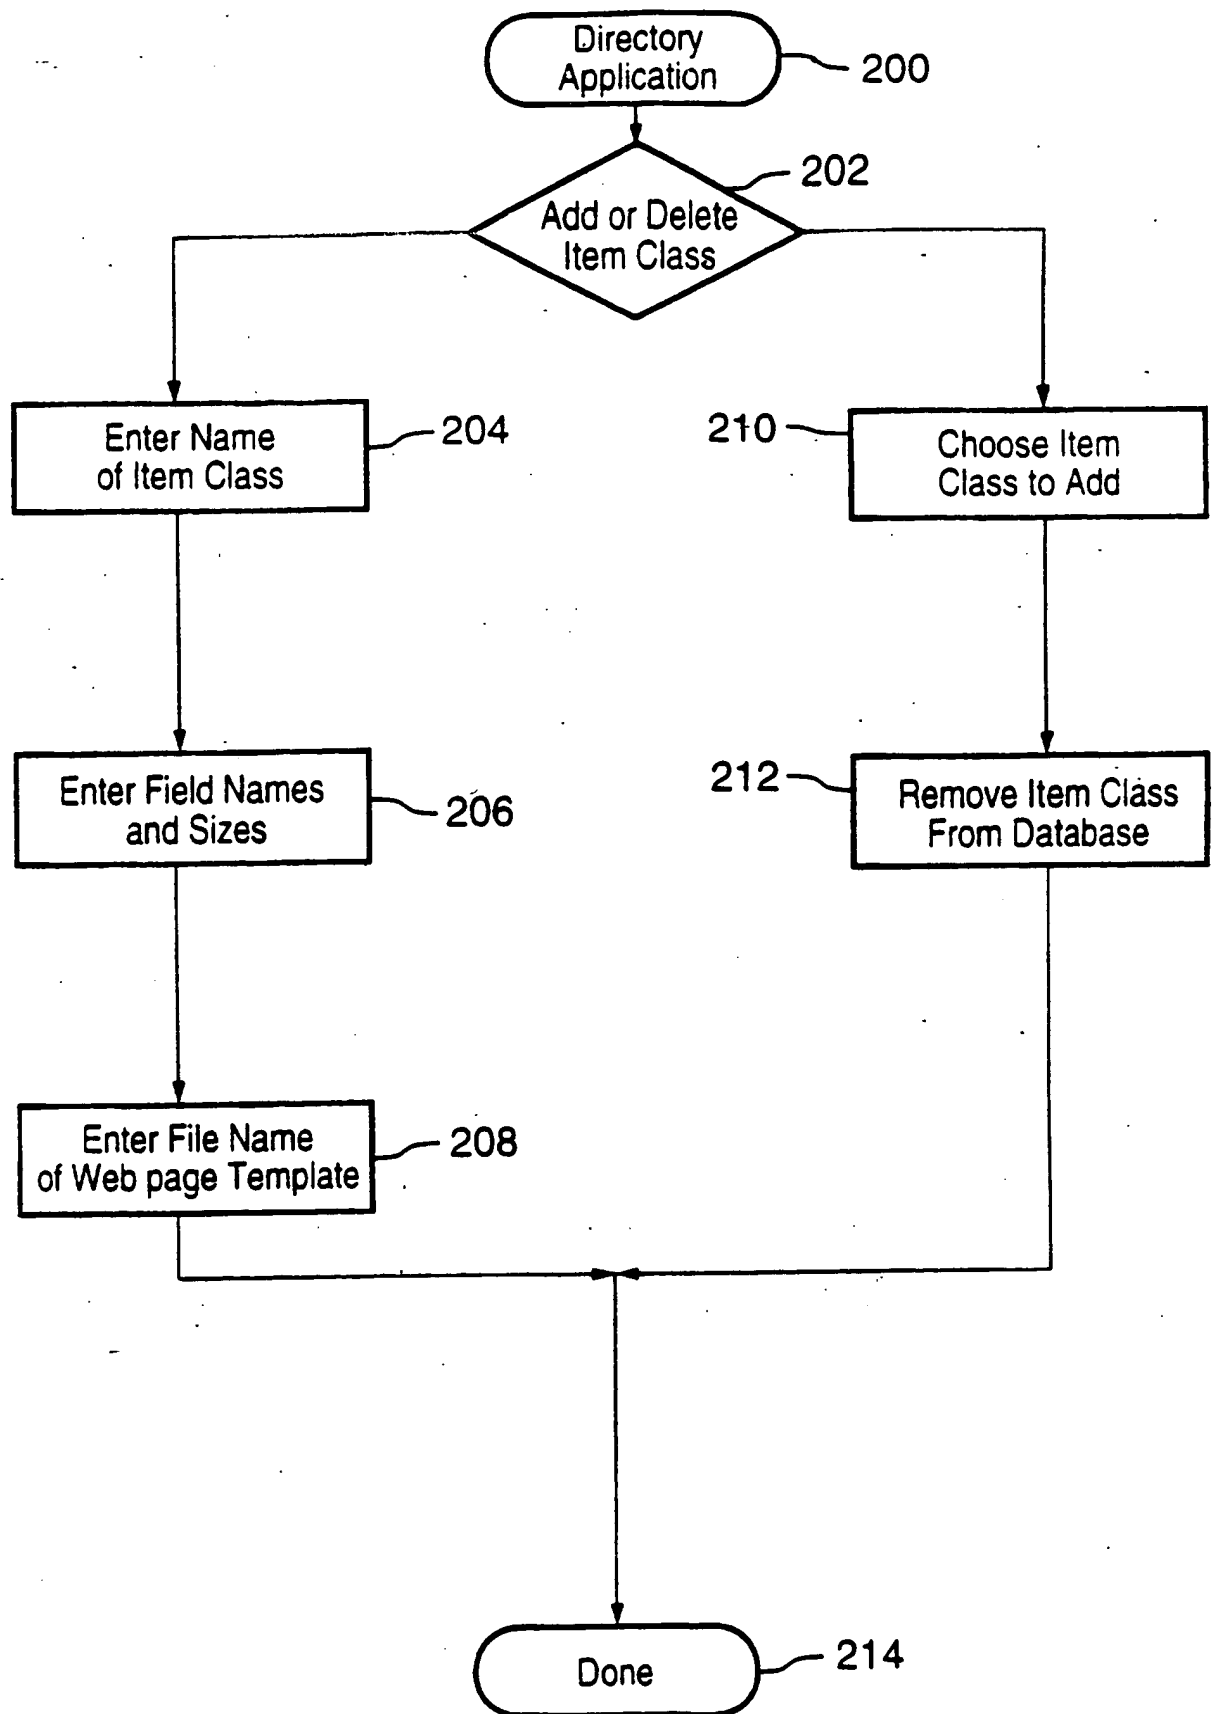 Directory
Application
200
202
Add or Delete
Item Class
Enter Name
of Item Class
204
210
Choose Item
Class to Add
Enter Field Names
and Sizes
206
212
Remove Item Class
From Database
Enter File Name
of Web page Template
208
Done
214